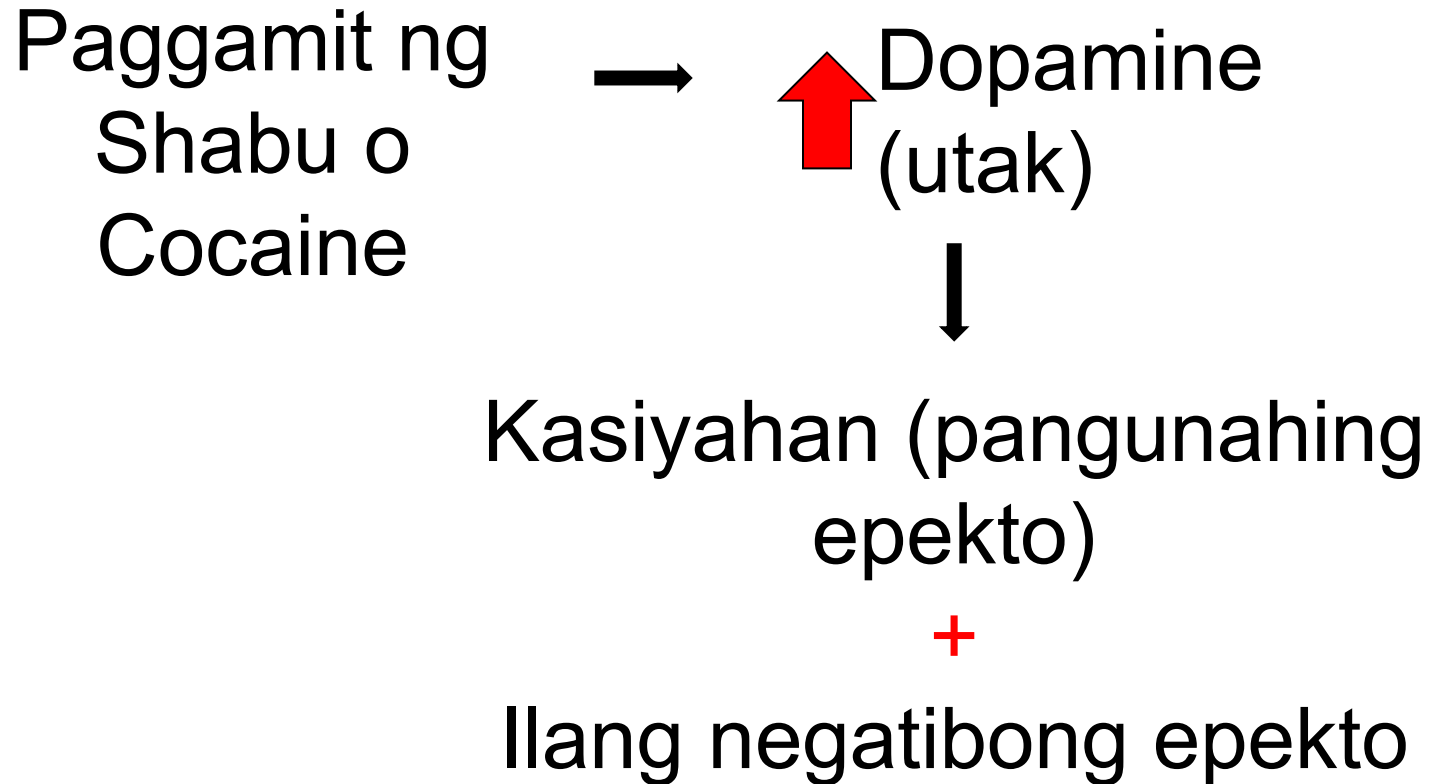 Paggamit ng
Shabu o
Cocaine
Dopamine
(utak)
Kasiyahan (pangunahing
epekto)
+
Ilang negatibong epekto